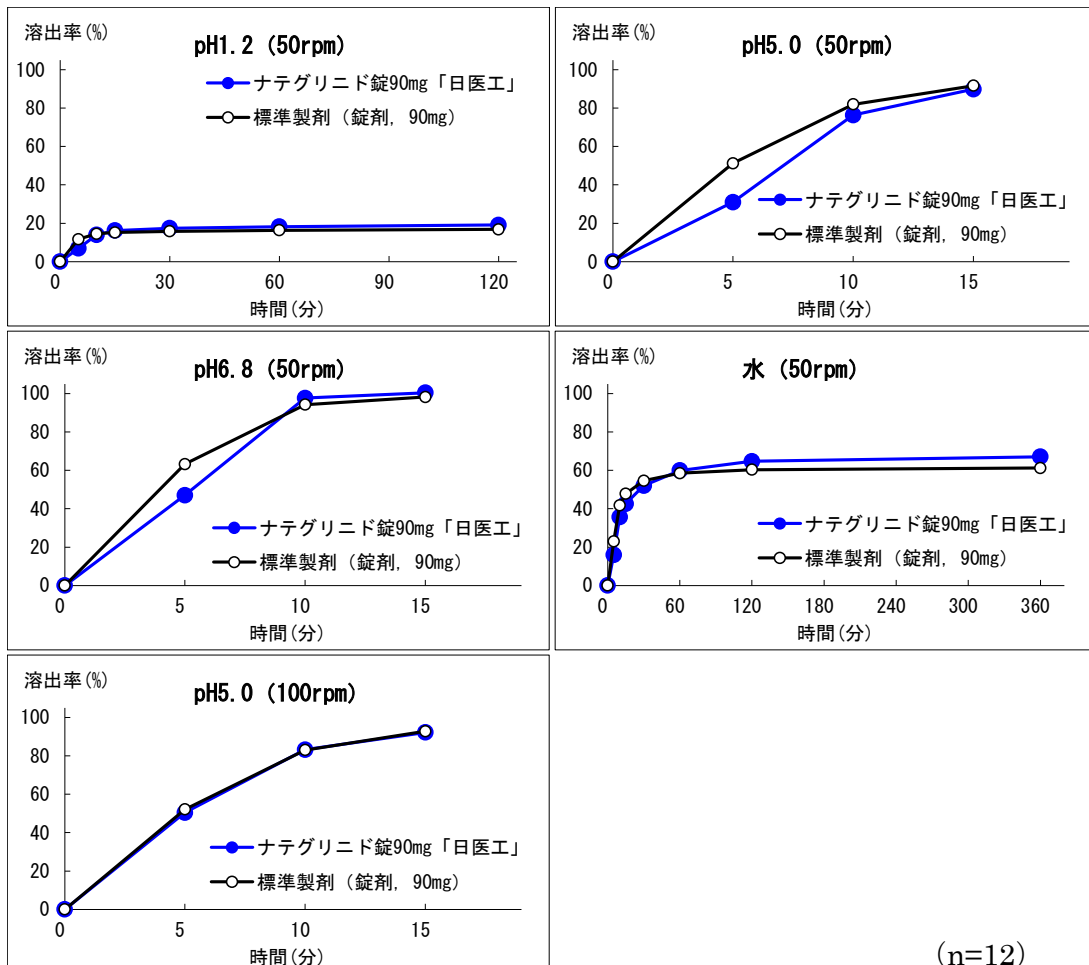 溶出率(%)
pH1.2 (50rpm)
100
80
60
40
20
0
ナテグリニド錠90mg「日医工」
標準製剤 (錠剤, 90mg)
0 30 60 90 120
時間(分)
溶出率(%)
pH5.0 (50rpm)
100
80
60
40
20
0
ナテグリニド錠90mg「日医工」
標準製剤 (錠剤, 90mg)
0 5 10 15
時間(分)
溶出率(%)
pH6.8 (50rpm)
100
80
60
40
20
0
ナテグリニド錠90mg「日医工」
標準製剤 (錠剤, 90mg)
0 5 10 15
時間(分)
溶出率(%)
水 (50rpm)
100
80
60
40
20
0
ナテグリニド錠90mg「日医工」
標準製剤 (錠剤, 90mg)
0 60 120 180 240 300 360
時間(分)
溶出率(%)
pH5.0 (100rpm)
100
80
60
40
20
0
ナテグリニド錠90mg「日医工」
標準製剤 (錠剤, 90mg)
0 5 10 15
時間(分)
(n=12)